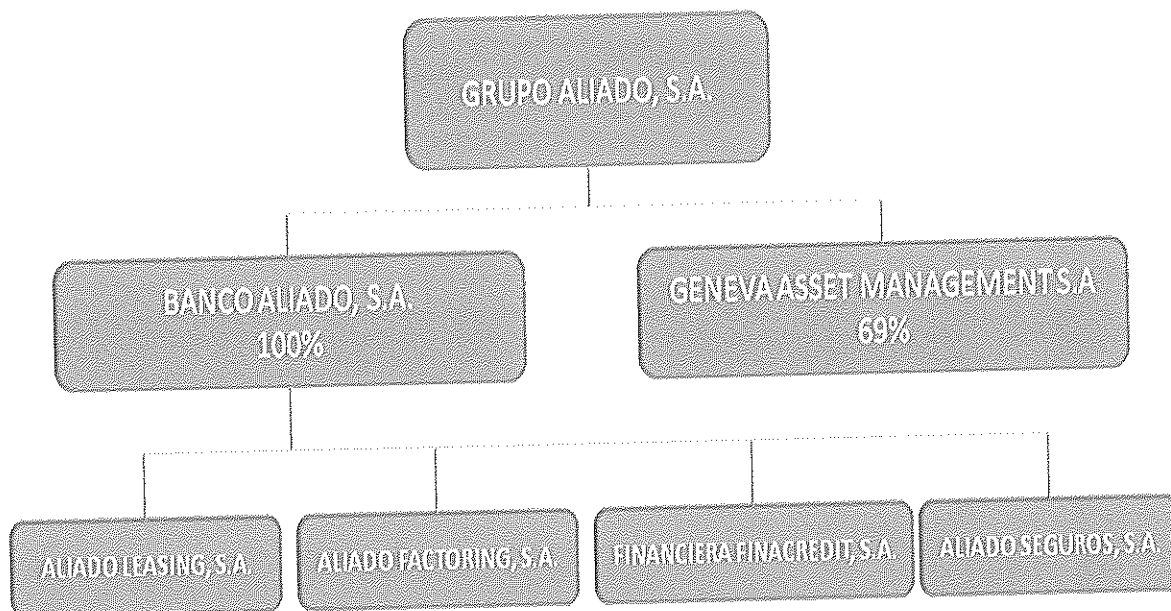 GRUPO ALIADO, S.A.
BANCO ALIADO, S.A.
100%
GENEVA ASSET MANAGEMENT S.A
69%
ALIADO LEASING, S.A.
ALIADO FACTORING, S.A.
FINANCIERA FINACREDIT, S.A.
ALIADO SEGUROS, S.A.